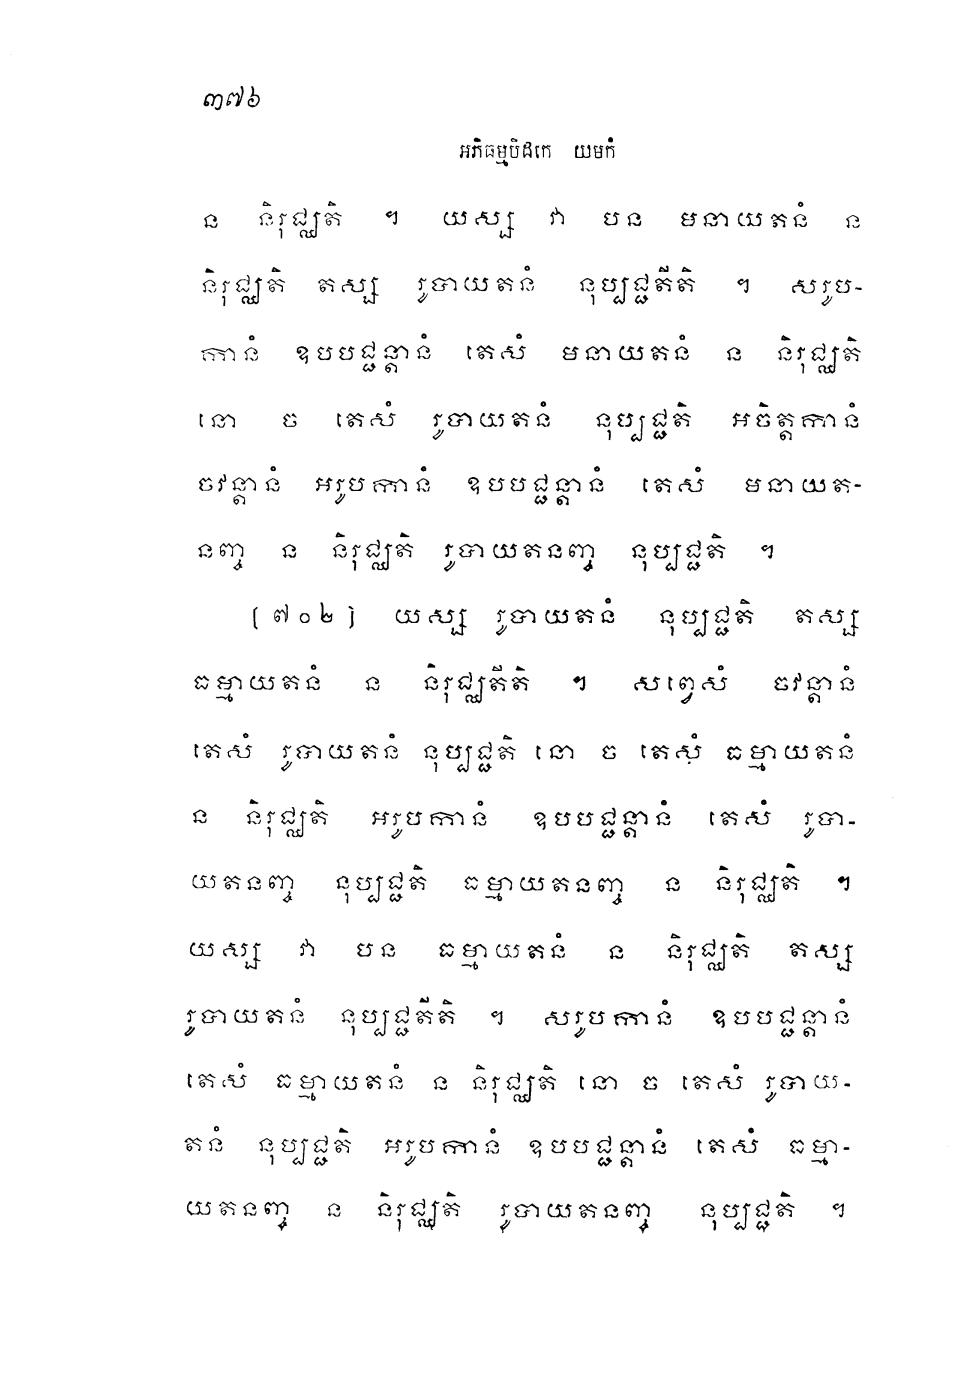 ៣៧៦
អភិធម្មបិដកេ យមកំ
ន និរុជ្ឈតិ ។ យស្ស វា បន មនាយតនំ ន
និរុជ្ឈតិ តស្ស រូបាយតនំ នុប្បជ្ជតីតិ ។ សរូប-
កានំ ឧបបជ្ជន្តានំ តេសំ មនាយតនំ ន និរុជ្ឈតិ
នោ ច តេសំ រូបាយតនំ នុប្បជ្ជតិ អចិត្តកានំ
ចវន្តានំ អរូបកានំ ឧបបជ្ជន្តានំ តេសំ មនាយត-
នញ្ច ន និរុជ្ឈតិ រូបាយតនញ្ច នុប្បជ្ជតិ ។
[៧០២] យស្ស រូបាយតនំ នុប្បជ្ជតិ តស្ស
ធម្មាយតនំ ន និរុជ្ឈតីតិ ។ សព្វេសំ ចវន្តានំ
តេសំ រូបាយតនំ នុប្បជ្ជតិ នោ ច តេសំ ធម្មាយតនំ
ន និរុជ្ឈតិ អរូបកានំ ឧបបជ្ជន្តានំ តេសំ រូបា-
យតនញ្ច នុប្បជ្ជតិ ធម្មាយតនញ្ច ន និរុជ្ឈតិ ។
យស្ស វា បន ធម្មាយតនំ ន និរុជ្ឈតិ តស្ស
រូបាយតនំ នុប្បជ្ជតីតិ ។ សរូបកានំ ឧបបជ្ជន្តានំ
តេសំ ធម្មាយតនំ ន និរុជ្ឈតិ នោ ច តេសំ រូបាយ-
តនំ នុប្បជ្ជតិ អរូបកានំ ឧបបជ្ជន្តានំ តេសំ ធម្មា-
យតនញ្ច ន និរុជ្ឈតិ រូបាយតនញ្ច នុប្បជ្ជតិ ។